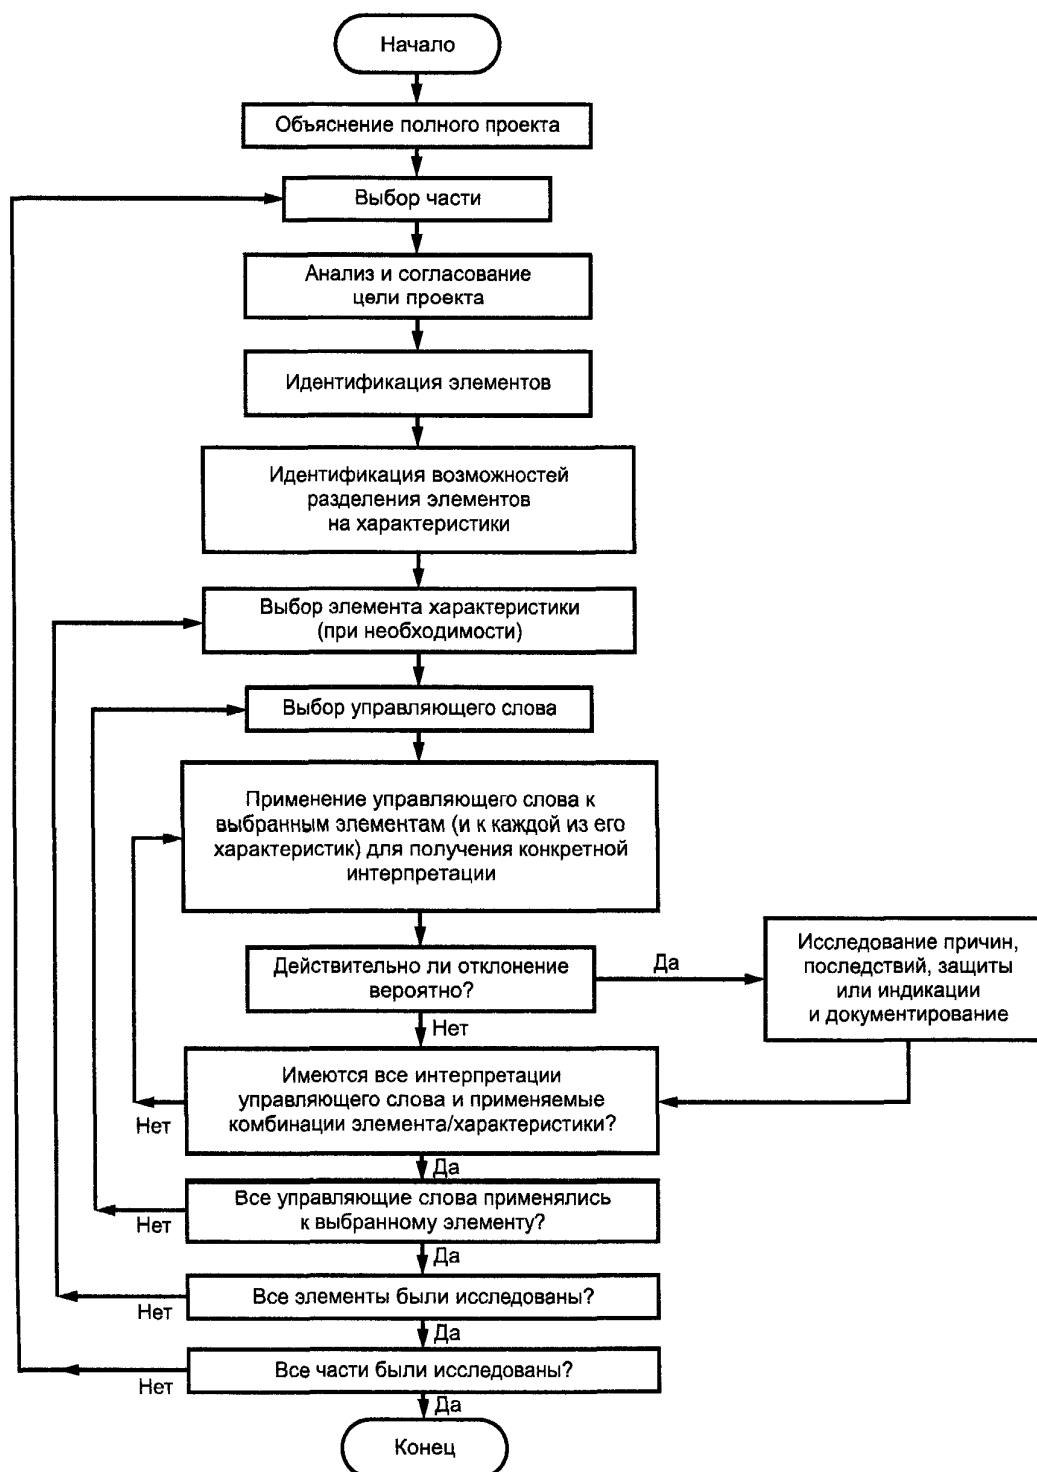 Начало
Объяснение полного проекта
Выбор части
Анализ и согласование
цели проекта
Идентификация элементов
Идентификация возможностей
разделения элементов
на характеристики
Выбор элемента характеристики
(при необходимости)
Выбор управляющего слова
Применение управляющего слова к
выбранным элементам (и к каждой из его
характеристик) для получения конкретной
интерпретации
Действительно ли отклонение
вероятно?
Да
Исследование причин,
последствий, защиты
или индикации
и документирование
Нет
Имеются все интерпретации
управляющего слова и применяемые
комбинации элемента/характеристики?
Нет
Да
Все управляющие слова применялись
к выбранному элементу?
Нет
Да
Все элементы были исследованы?
Нет
Да
Все части были исследованы?
Нет
Да
Конец